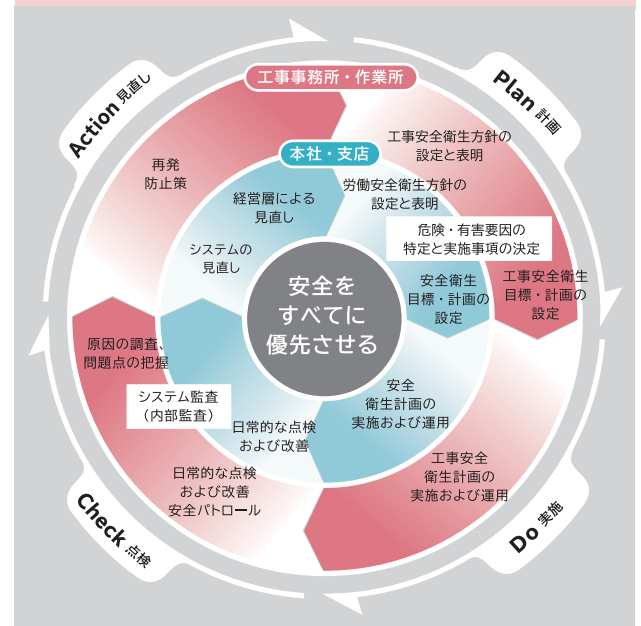 工事事務所・作業所
本社・支店
Plan 計画
工事安全衛生方針の
設定と表明
労働安全衛生方針の
設定と表明
危険・有害要因の
特定と実施事項の決定
安全衛生
目標・計画の
設定
工事安全衛生
目標・計画の
設定
Do 実施
安全
衛生計画の
実施および運用
工事安全
衛生計画の
実施および運用
Check 点検
日常的な点検
および改善
日常的な点検
および改善
安全パトロール
システム監査
（内部監査）
原因の調査、
問題点の把握
Action 見直し
再発
防止策
経営層による
見直し
システムの
見直し
安全を
すべてに
優先させる